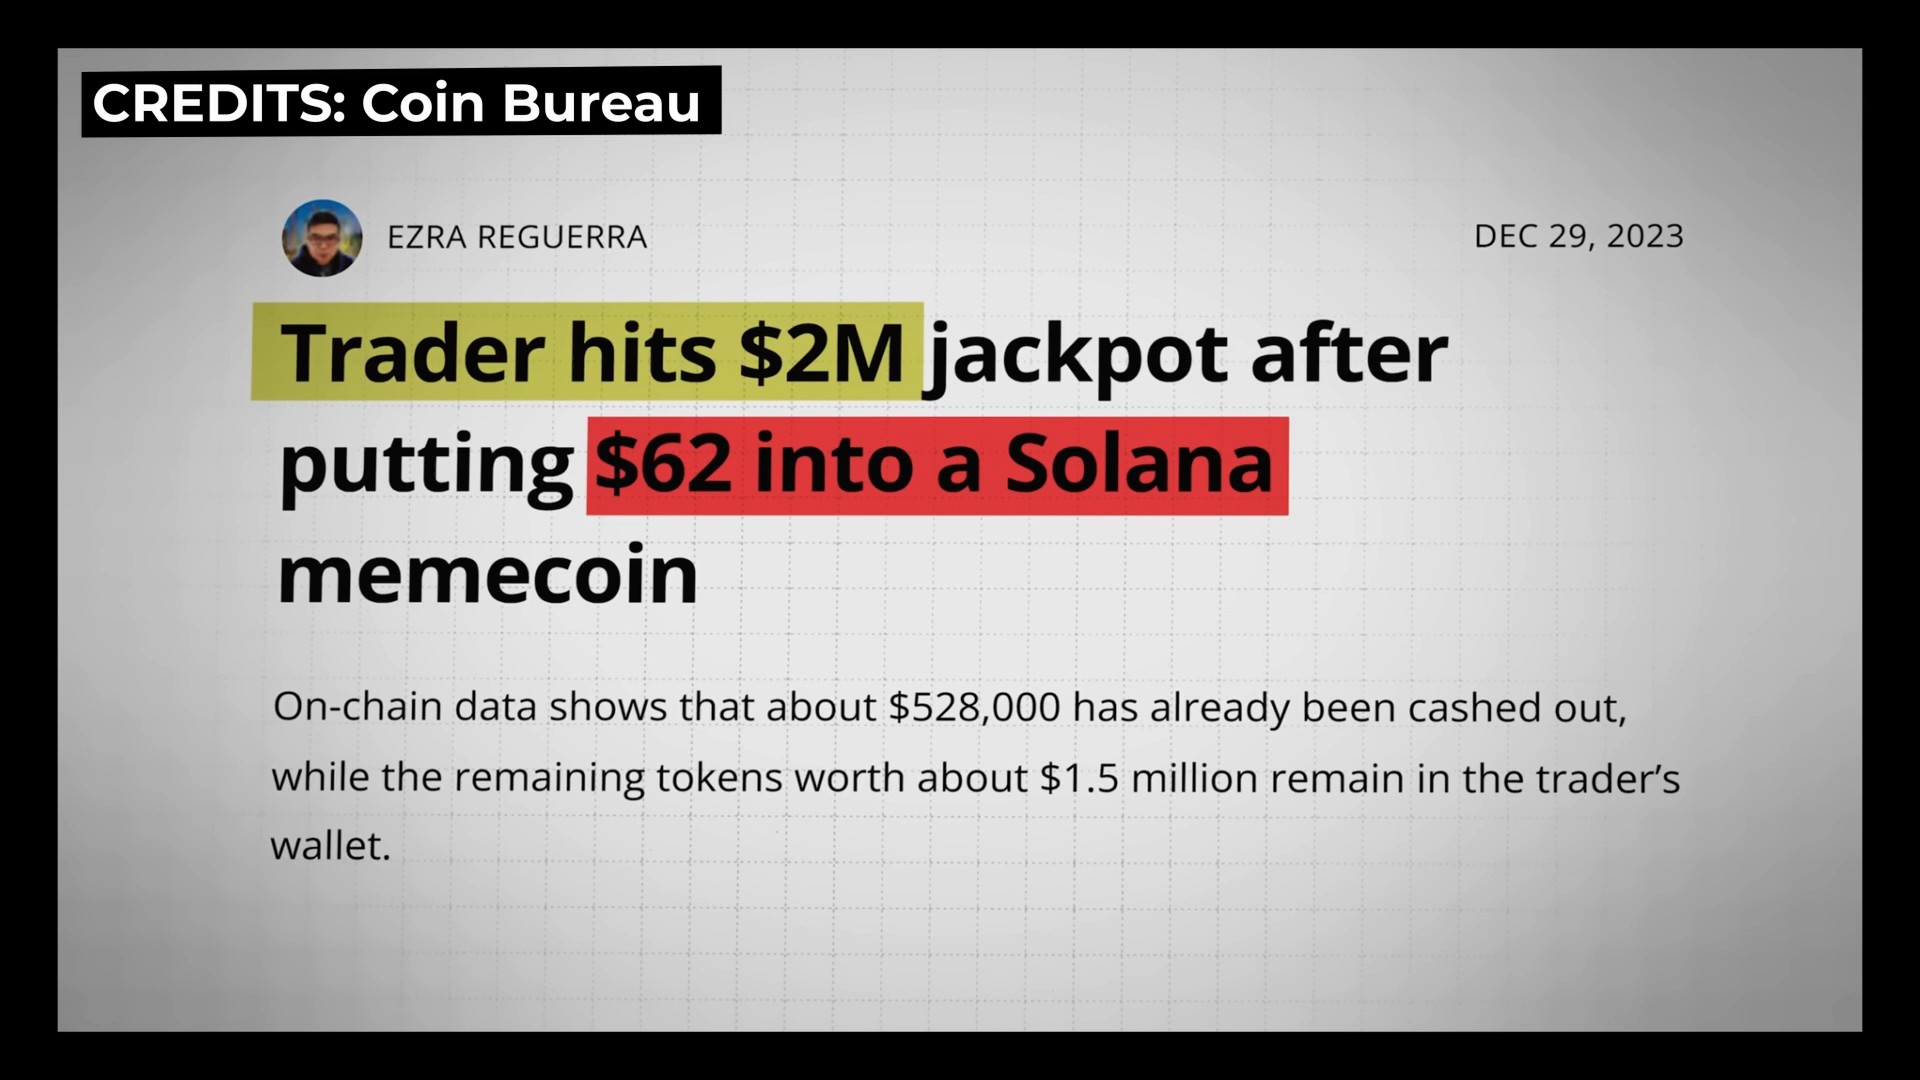 CREDITS: Coin Bureau
EZRA REGUERRA
DEC 29, 2023
Trader hits $2M jackpot after
putting $62 into a Solana
memecoin
On-chain data shows that about $528,000 has already been cashed out,
while the remaining tokens worth about $1.5 million remain in the trader’s
wallet.